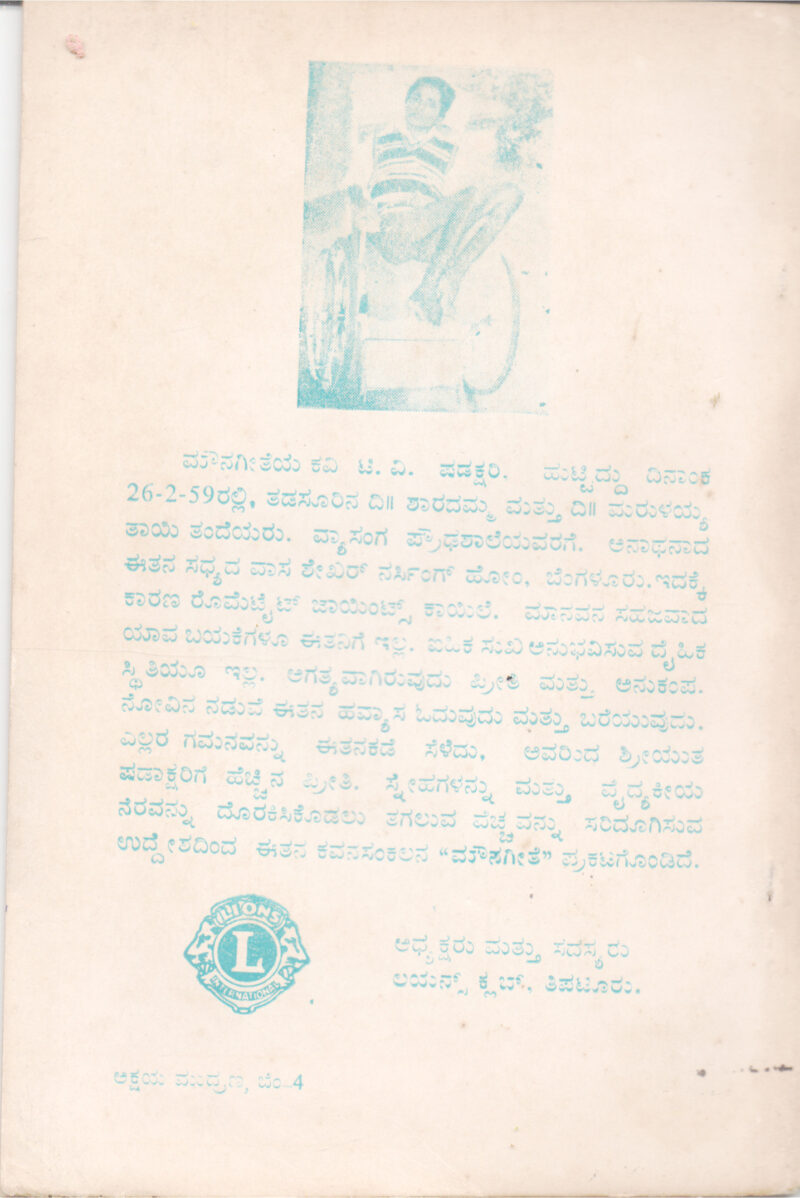 ಮೌನಗೀತೆಯ ಕವಿ ಟಿ. ವಿ. ಷಡಕ್ಷರಿ. ಹುಟ್ಟಿದ್ದು ದಿನಾಂಕ
26-2-59ರಲ್ಲಿ, ತಡಸೂರಿನ ದಿ॥ ಶಾರದಮ್ಮ ಮತ್ತು ದಿ॥ ಮರುಳಯ್ಯ
ತಾಯಿ ತಂದೆಯರು. ವ್ಯಾಸಂಗ ಪ್ರೌಢಶಾಲೆಯವರಗೆ. ಅನಾಥನಾದ
ಈತನ ಸಧ್ಯದ ವಾಸ ಶೇಖರ್ ನರ್ಸಿಂಗ್ ಹೋಂ, ಬೆಂಗಳೂರು. ಇದಕ್ಕೆ
ಕಾರಣ ರೊಮೆಟೈಟ್ ಜಾಯಿಂಟ್ಸ್ ಕಾಯಿಲೆ. ಮಾನವನ ಸಹಜವಾದ
ಯಾವ ಬಯಕೆಗಳೂ ಈತನಿಗೆ ಇಲ್ಲ. ಐಹಿಕ ಸುಖ ಅನುಭವಿಸುವ ದೈಹಿಕ
ಸ್ಥಿತಿಯೂ ಇಲ್ಲ. ಅಗತ್ಯವಾಗಿರುವುದು ಪ್ರೀತಿ ಮತ್ತು ಅನುಕಂಪ.
ನೋವಿನ ನಡುವೆ ಈತನ ಹವ್ಯಾಸ ಓದುವುದು ಮತ್ತು ಬರೆಯುವುದು.
ಎಲ್ಲರ ಗಮನವನ್ನು ಈತನಕಡೆ ಸೆಳೆದು, ಅವರಿಂದ ಶ್ರೀಯುತ
ಷಡಾಕ್ಷರಿಗೆ ಹೆಚ್ಚಿನ ಪ್ರೀತಿ. ಸ್ನೇಹಗಳನ್ನು ಮತ್ತು ವೈದ್ಯಕೀಯ
ನೆರವನ್ನು ದೊರಕಿಸಿಕೊಡಲು ತಗಲುವ ವೆಚ್ಚವನ್ನು ಸರಿದೂಗಿಸುವ
ಉದ್ದೇಶದಿಂದ ಈತನ ಕವನಸಂಕಲನ “ಮೌನಗೀತೆ” ಪ್ರಕಟಗೊಂಡಿದೆ.
LIONS
L
INTERNATIONAL
ಅಧ್ಯಕ್ಷರು ಮತ್ತು ಸದಸ್ಯರು
ಲಯನ್ಸ್ ಕ್ಲಬ್, ತಿಪಟೂರು.
ಅಕ್ಷಯ ಮುದ್ರಣ, ಬೆಂ-4